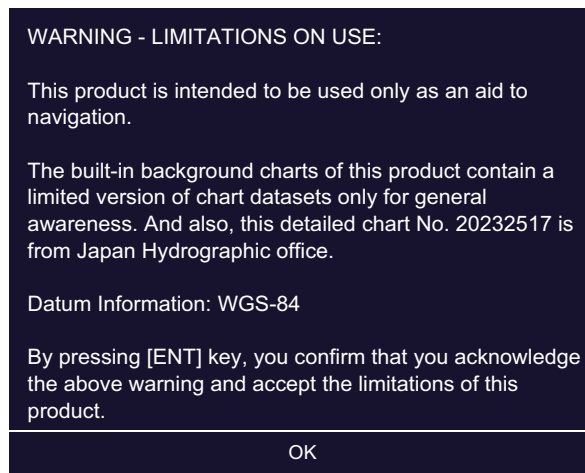 WARNING - LIMITATIONS ON USE:
This product is intended to be used only as an aid to
navigation.
The built-in background charts of this product contain a
limited version of chart datasets only for general
awareness. And also, this detailed chart No. 20232517 is
from Japan Hydrographic office.
Datum Information: WGS-84
By pressing [ENT] key, you confirm that you acknowledge
the above warning and accept the limitations of this
product.
OK